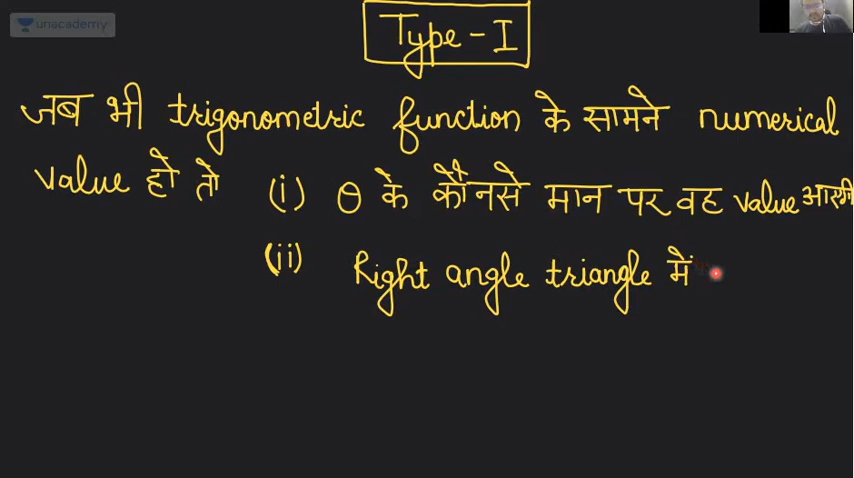 unacademy
Type - I
जब भी trigonometric function के सामने numerical
value हो तो (i) θ के कौनसे मान पर वह value आएगी
(ii) Right angle triangle में